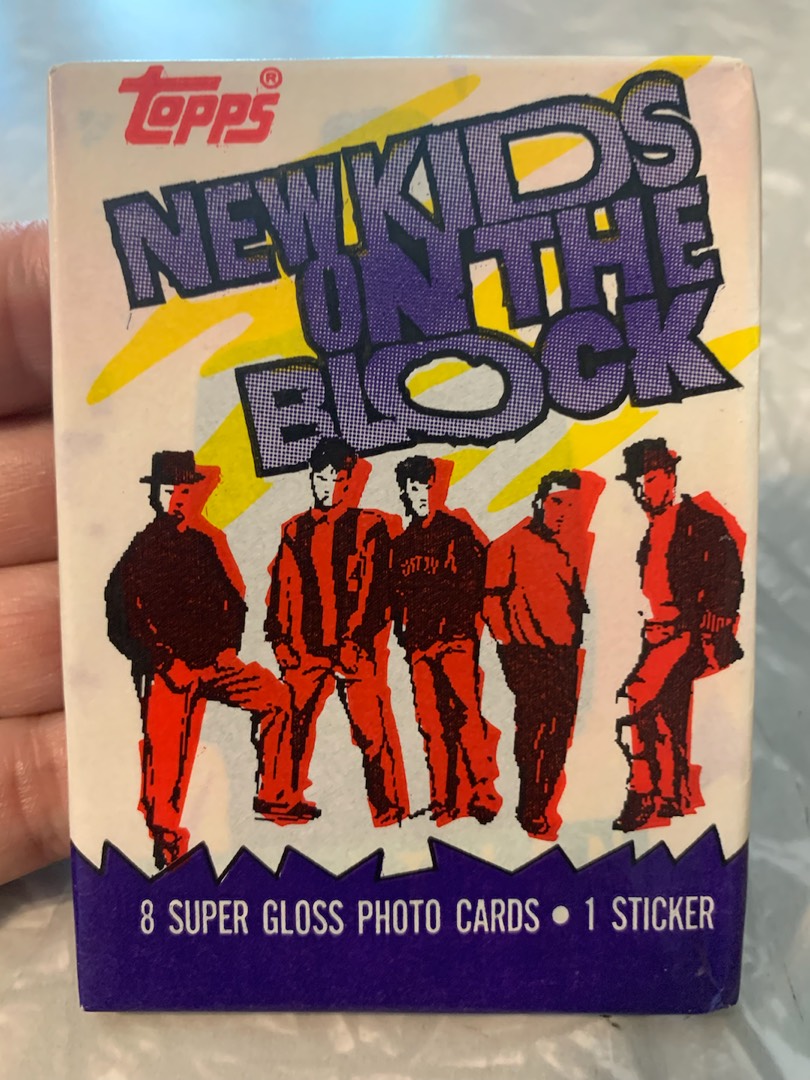 Topps®
NEW KIDS
ON THE
BLOCK
8 SUPER GLOSS PHOTO CARDS • 1 STICKER